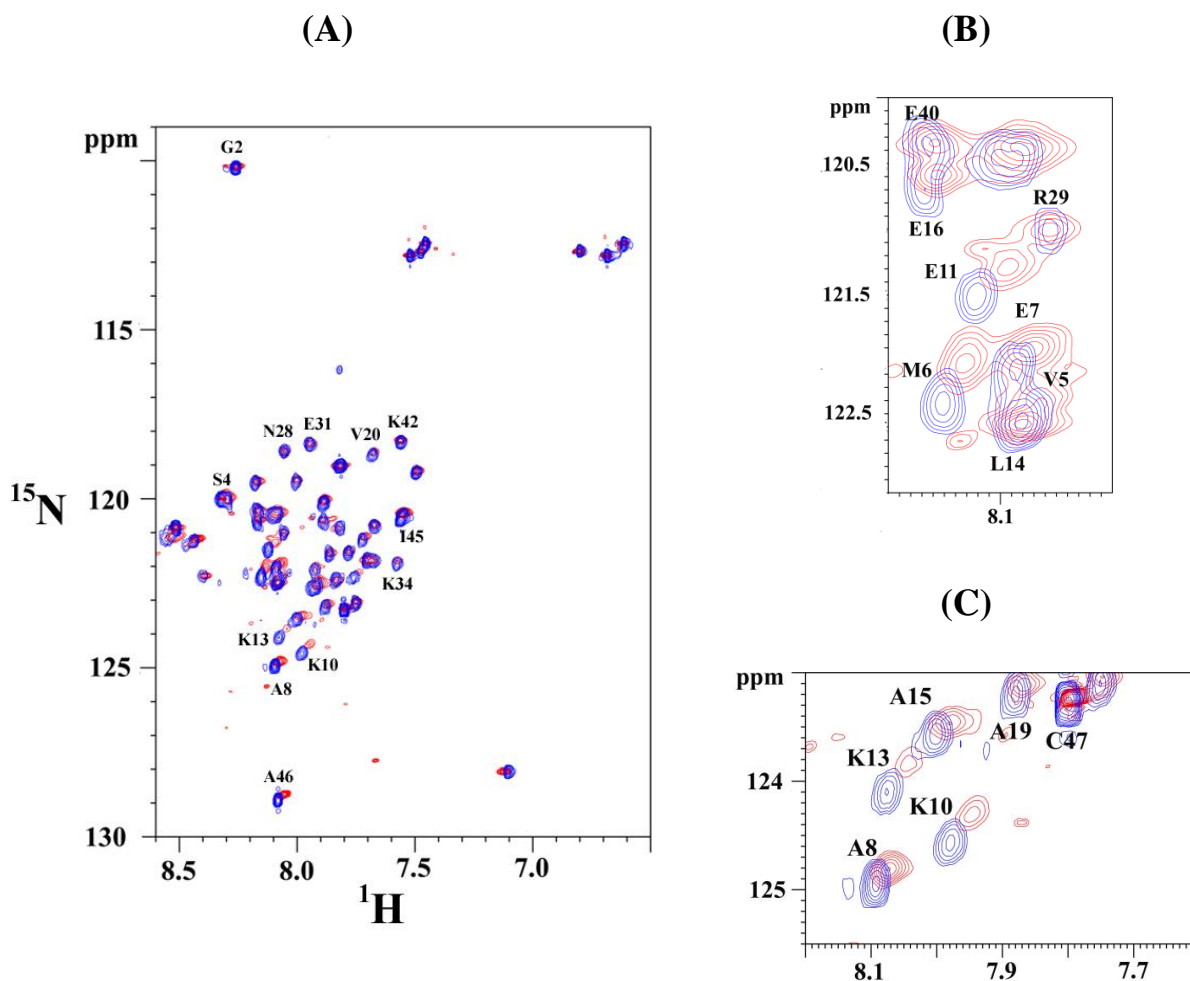 (A)
ppm
G2
115
N28
E31
V20
K42
S4
120
15N
I45
K34
K13
K10
125
A8
A46
130
8.5
8.0
7.5
7.0
1H
(B)
ppm
E40
120.5
R29
E16
E11
121.5
E7
M6
V5
122.5
L14
8.1
(C)
ppm
A15
A19
C47
K13
124
K10
A8
125
8.1
7.9
7.7